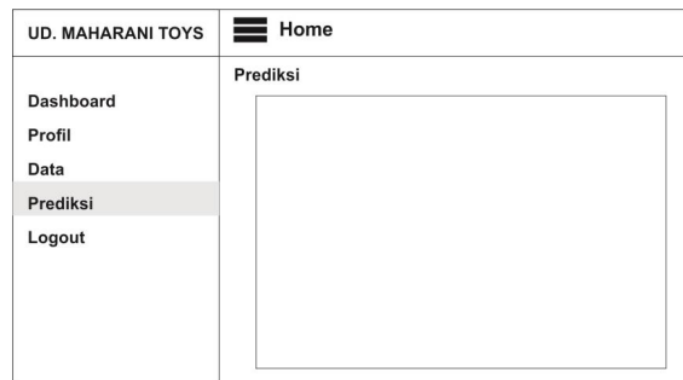 UD. MAHARANI TOYS
Home
Dashboard
Profil
Data
Prediksi
Logout
Prediksi